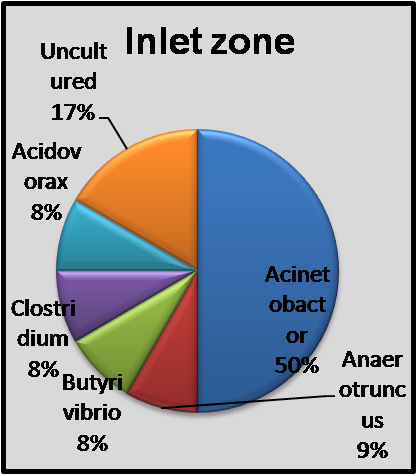 Inlet zone
Uncult
ured
17%
Acidov
orax
8%
Clostri
dium
8%
Butyri
vibrio
8%
Acinet
obact
or
50%
Anaer
otrunc
us
9%